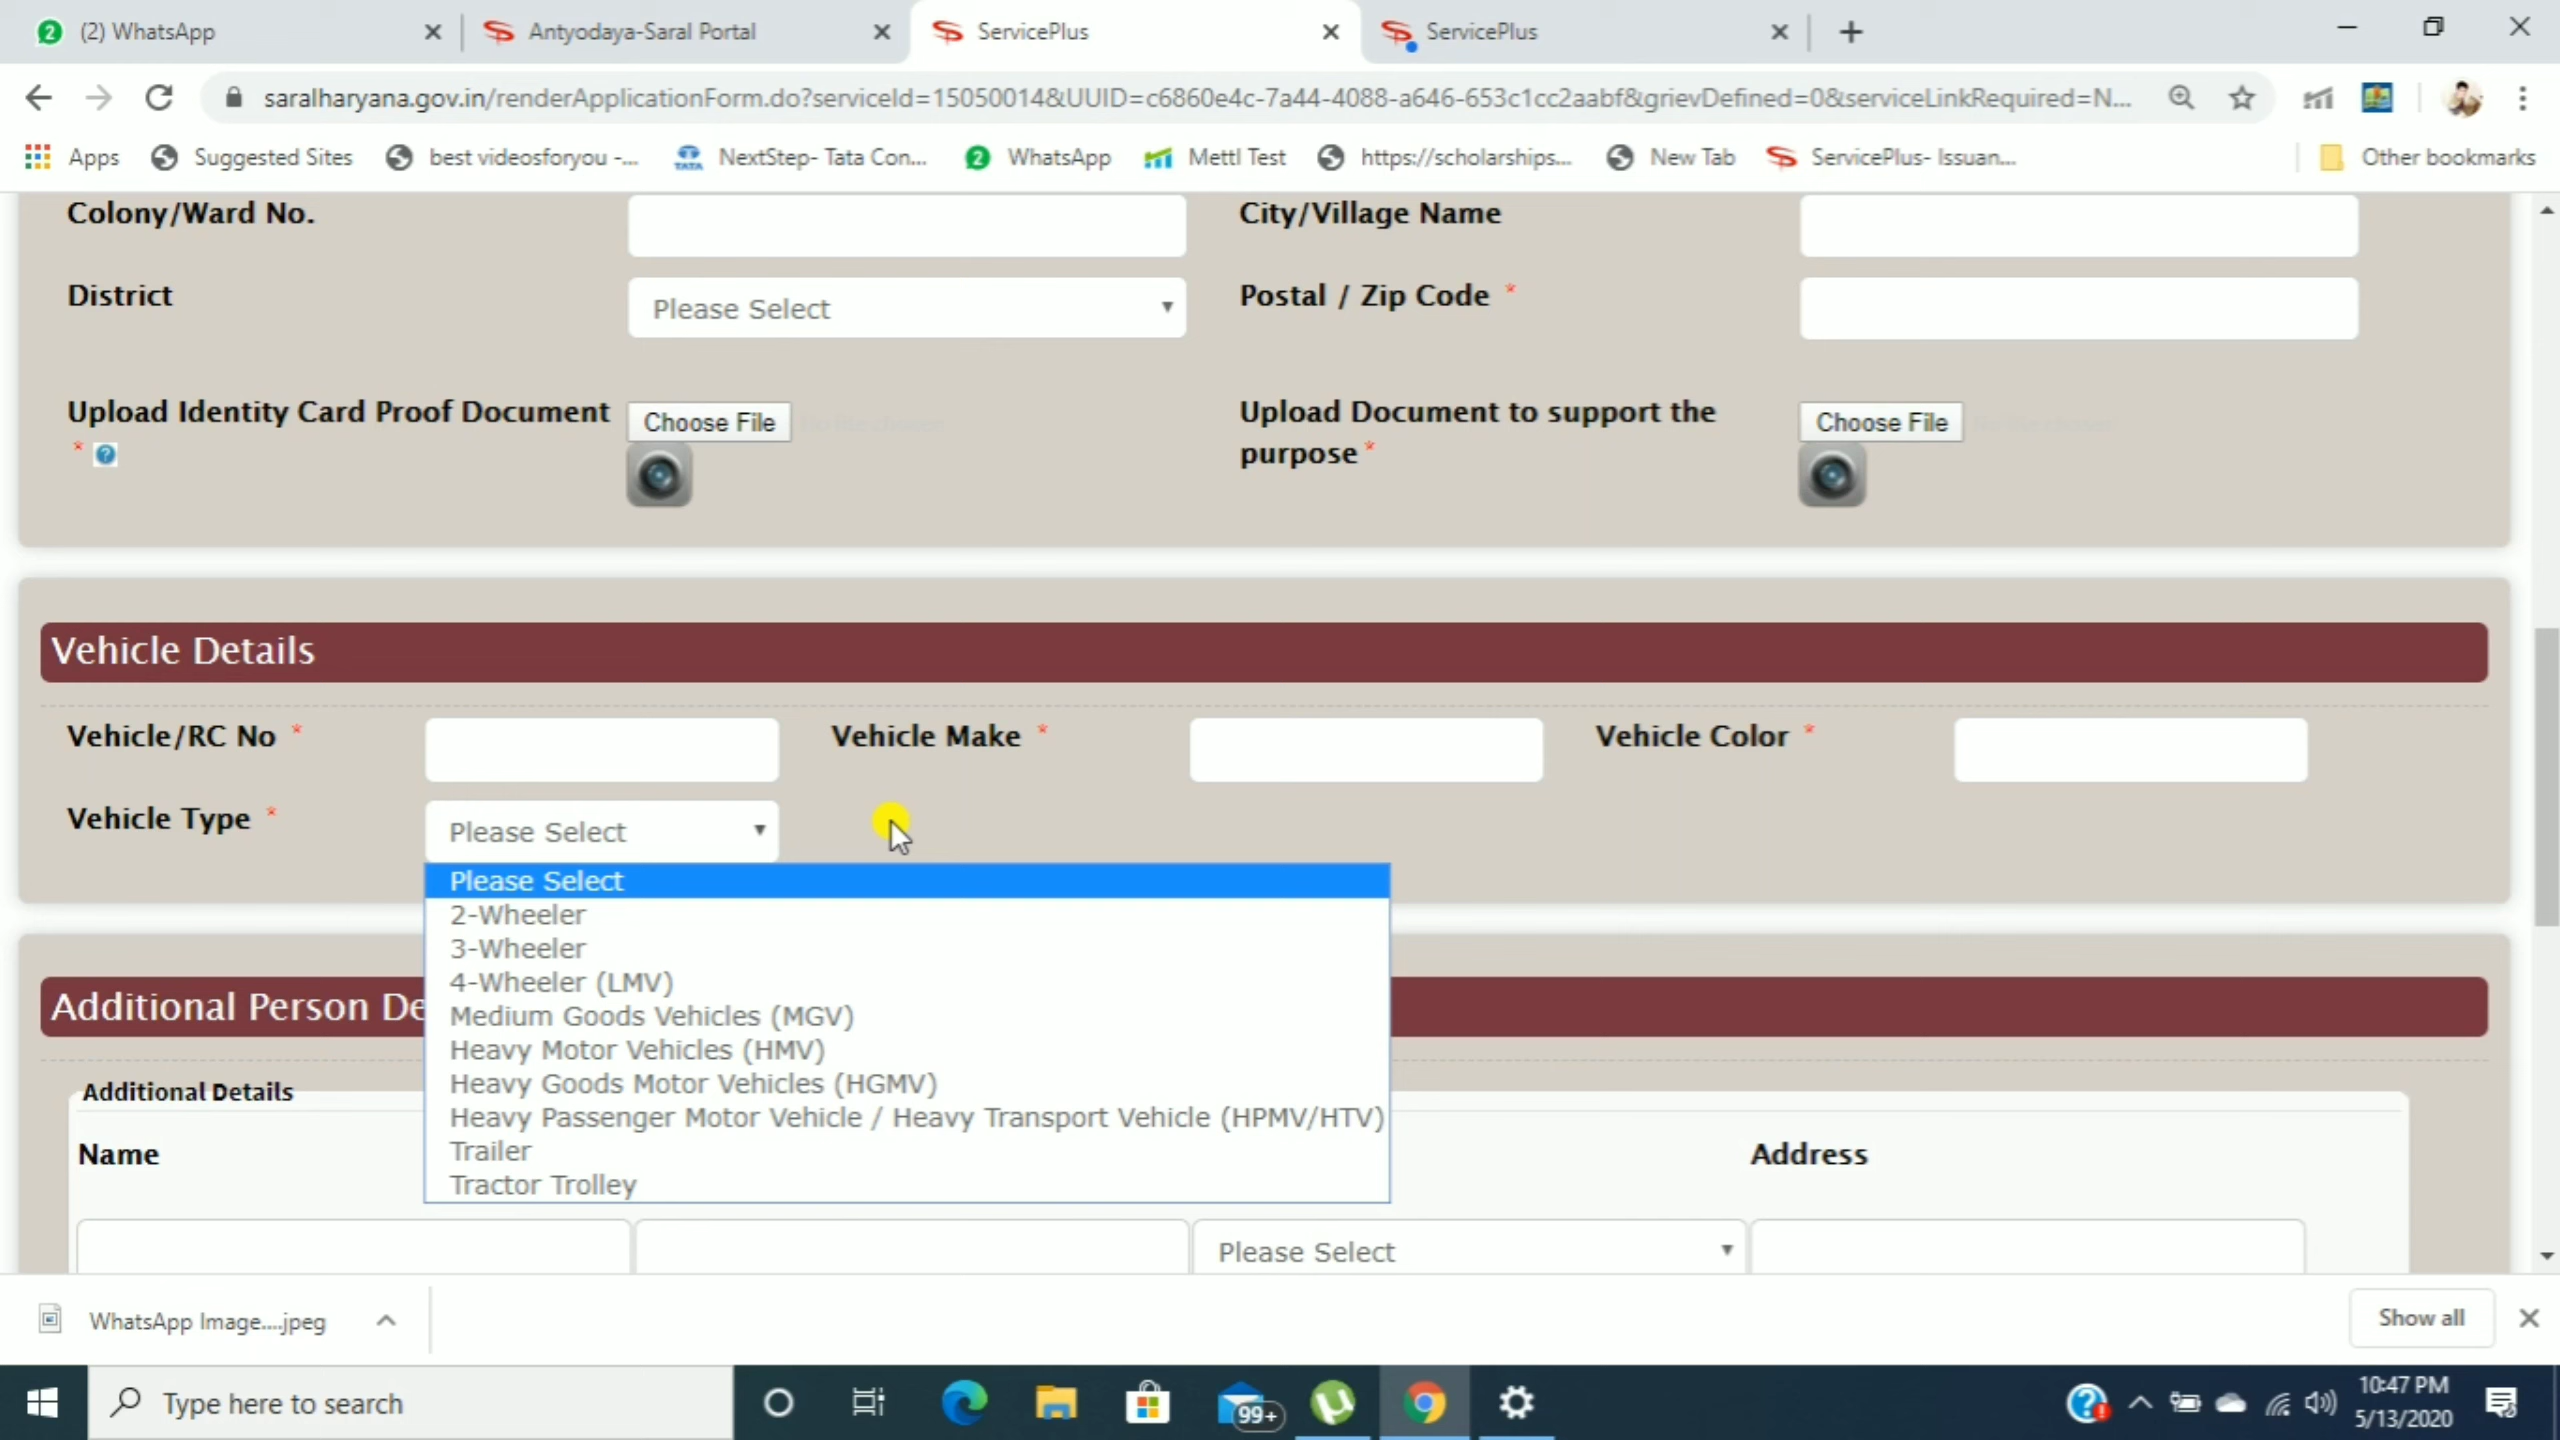 (2) WhatsApp
Antyodaya-Saral Portal
ServicePlus
ServicePlus
saralharyana.gov.in/renderApplicationForm.do?serviceId=15050014&UUID=c6860e4c-7a44-4088-a646-653c1cc2aabf&grievDefined=0&serviceLinkRequired=N...
Apps
Suggested Sites
best videosforyou -...
NextStep- Tata Con...
WhatsApp
Mettl Test
https://scholarships...
New Tab
ServicePlus- Issuan...
Other bookmarks
Colony/Ward No.
City/Village Name
District
Please Select
Postal / Zip Code *
Upload Identity Card Proof Document
*
Choose File
Upload Document to support the
purpose *
Choose File
Vehicle Details
Vehicle/RC No *
Vehicle Make *
Vehicle Color *
Vehicle Type *
Please Select
Please Select
2-Wheeler
3-Wheeler
4-Wheeler (LMV)
Medium Goods Vehicles (MGV)
Heavy Motor Vehicles (HMV)
Heavy Goods Motor Vehicles (HGMV)
Heavy Passenger Motor Vehicle / Heavy Transport Vehicle (HPMV/HTV)
Trailer
Tractor Trolley
Additional Person De
Additional Details
Name
Address
Please Select
WhatsApp Image....jpeg
Show all
Type here to search
99+
10:47 PM
5/13/2020